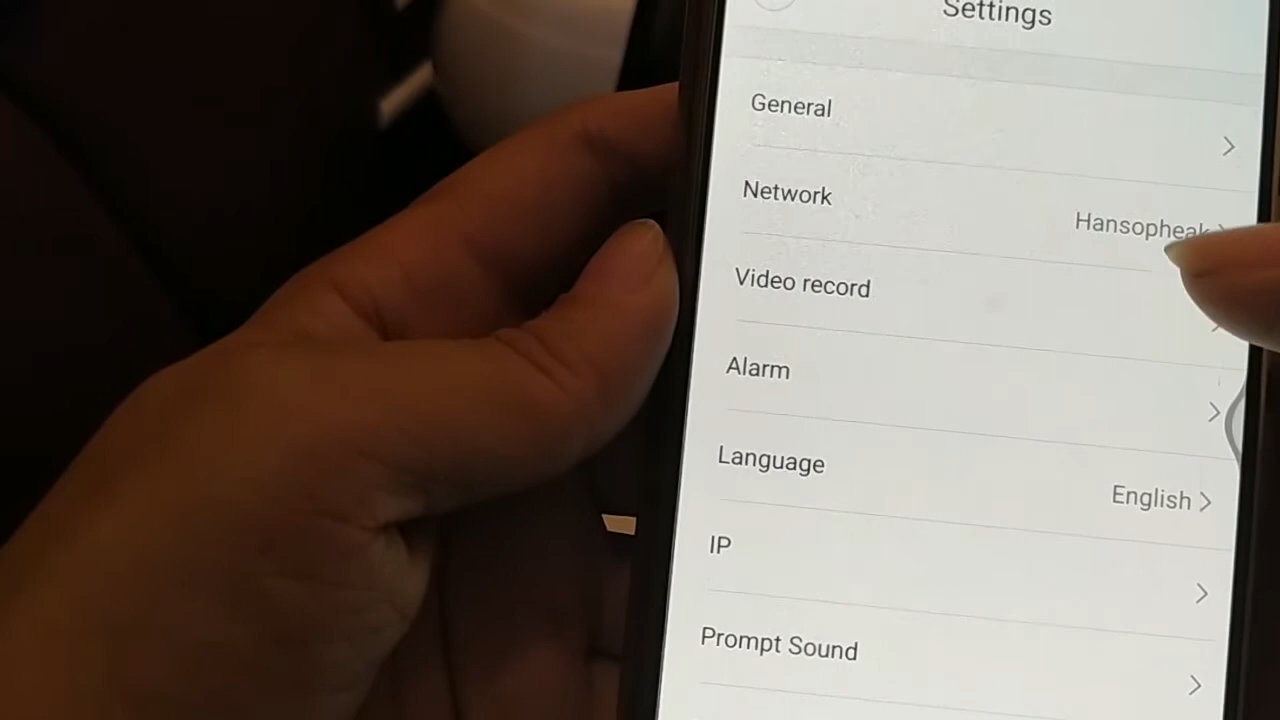 Settings
General
Network
Hansopheak
Video record
Alarm
Language
English
IP
Prompt Sound